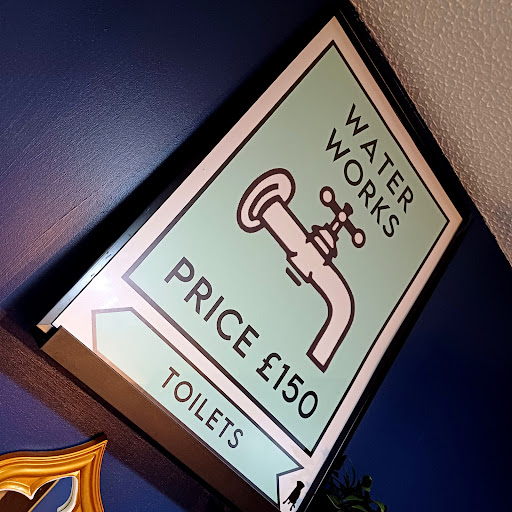 WATER
WORKS
PRICE £150
TOILETS